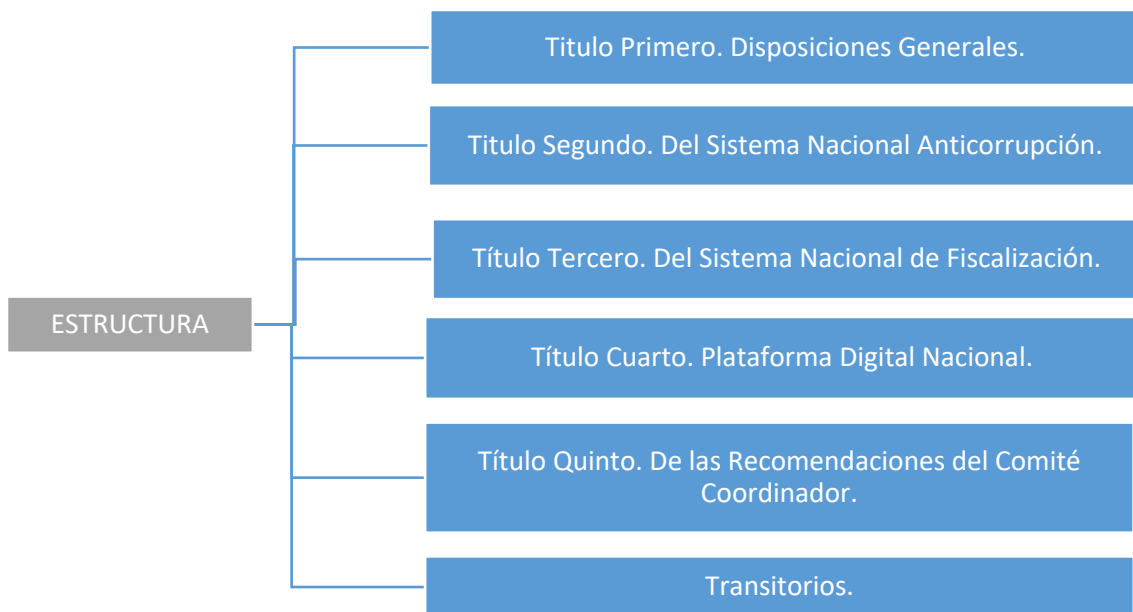 Titulo Primero. Disposiciones Generales.
Titulo Segundo. Del Sistema Nacional Anticorrupción.
Título Tercero. Del Sistema Nacional de Fiscalización.
ESTRUCTURA
Título Cuarto. Plataforma Digital Nacional.
Título Quinto. De las Recomendaciones del Comité
Coordinador.
Transitorios.